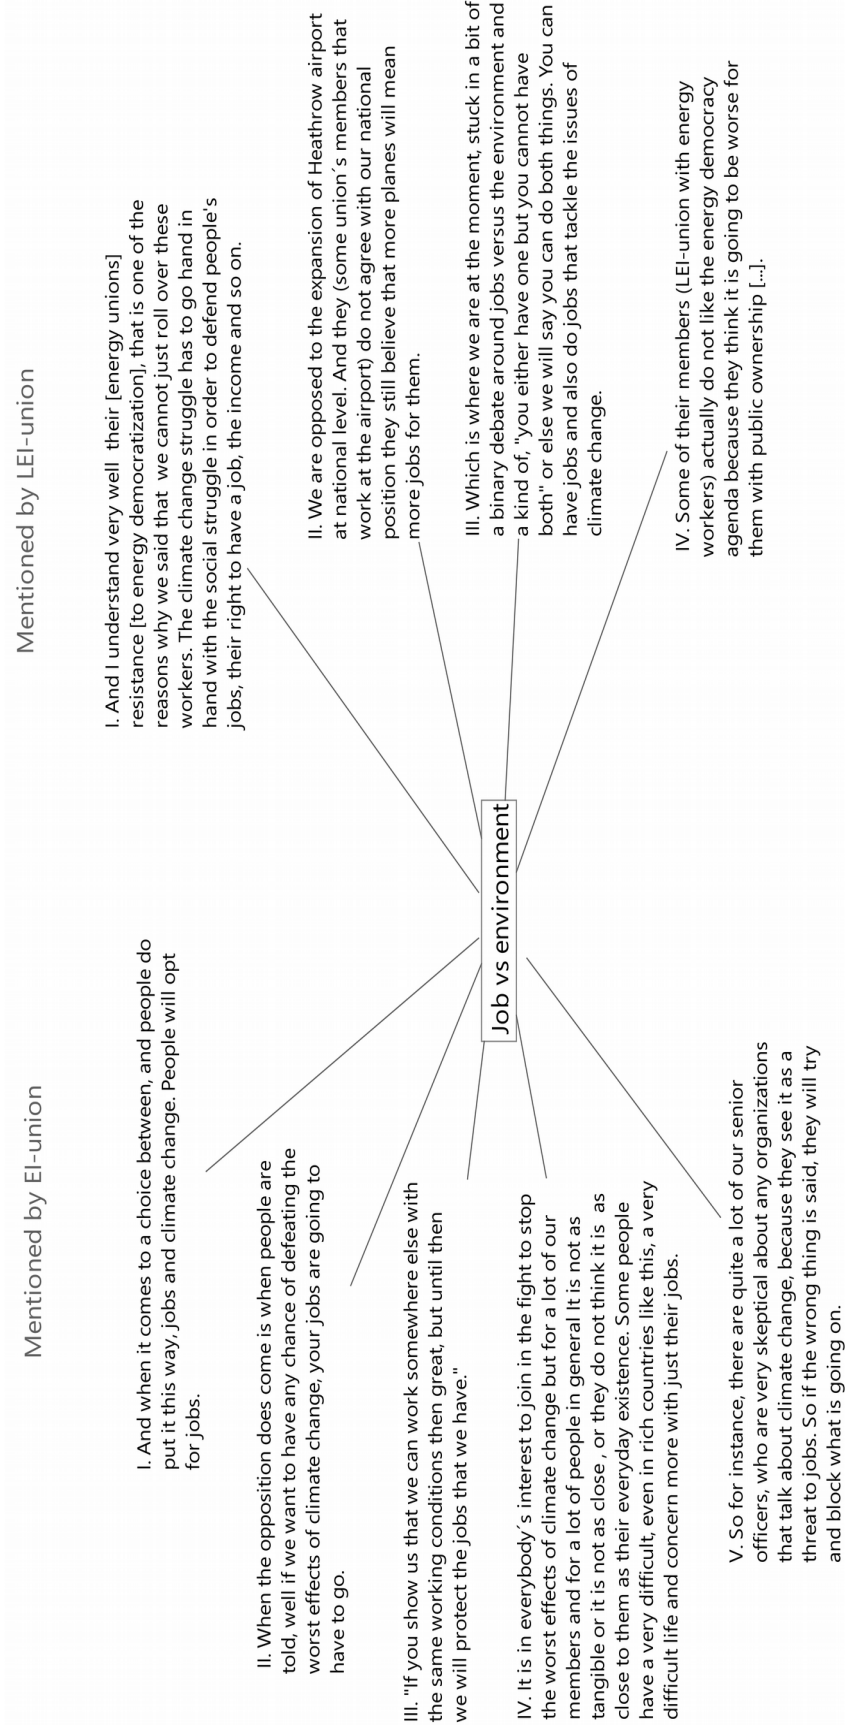 Mentioned by EI-union
I. And when it comes to a choice between, and people do
put it this way, jobs and climate change. People will opt
for jobs.
II. When the opposition does come is when people are
told, well if we want to have any chance of defeating the
worst effects of climate change, your jobs are going to
have to go.
III. "If you show us that we can work somewhere else with
the same working conditions then great, but until then
we will protect the jobs that we have."
IV. It is in everybody´s interest to join in the fight to stop
the worst effects of climate change but for a lot of our
members and for a lot of people in general It is not as
tangible or it is not as close , or they do not think it is  as
close to them as their everyday existence. Some people
have a very difficult, even in rich countries like this, a very
difficult life and concern more with just their jobs.
V. So for instance, there are quite a lot of our senior
officers, who are very skeptical about any organizations
that talk about climate change, because they see it as a
threat to jobs. So if the wrong thing is said, they will try
and block what is going on.
Job vs environment
Mentioned by LEI-union
I. And I understand very well  their [energy unions]
resistance [to energy democratization], that is one of the
reasons why we said that  we cannot just roll over these
workers. The climate change struggle has to go hand in
hand with the social struggle in order to defend people's
jobs, their right to have a job, the income and so on.
II. We are opposed to the expansion of Heathrow airport
at national level. And they (some union´s members that
work at the airport) do not agree with our national
position they still believe that more planes will mean
more jobs for them.
III. Which is where we are at the moment, stuck in a bit of
a binary debate around jobs versus the environment and
a kind of, "you either have one but you cannot have
both" or else we will say you can do both things. You can
have jobs and also do jobs that tackle the issues of
climate change.
IV. Some of their members (LEI-union with energy
workers) actually do not like the energy democracy
agenda because they think it is going to be worse for
them with public ownership [...].